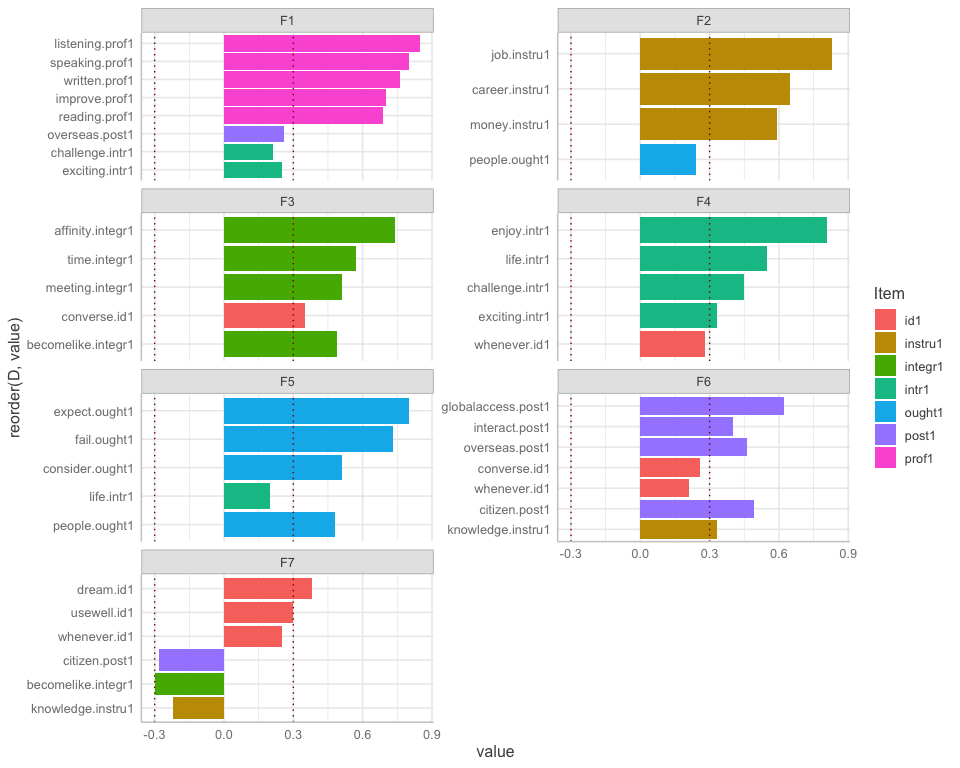 F1
listening.prof1
speaking.prof1
written.prof1
improve.prof1
reading.prof1
overseas.post1
challenge.intr1
exciting.intr1
F2
job.instru1
career.instru1
money.instru1
people.ought1
F3
affinity.integr1
time.integr1
meeting.integr1
converse.id1
becomelike.integr1
F4
enjoy.intr1
life.intr1
challenge.intr1
exciting.intr1
whenever.id1
F5
expect.ought1
fail.ought1
consider.ought1
life.intr1
people.ought1
F6
globalaccess.post1
interact.post1
overseas.post1
converse.id1
whenever.id1
citizen.post1
knowledge.instru1
-0.3 0.0 0.3 0.6 0.9
F7
dream.id1
usewell.id1
whenever.id1
citizen.post1
becomelike.integr1
knowledge.instru1
-0.3 0.0 0.3 0.6 0.9
value
reorder(D, value)
Item
id1
instru1
integr1
intr1
ought1
post1
prof1